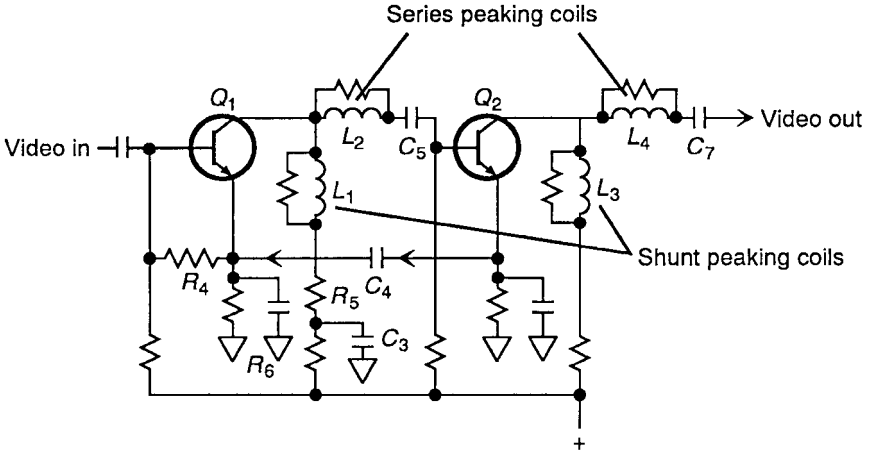 Series peaking coils
Q1
Q2
L2
C5
L4
C7
Video in
Video out
L1
L3
R4
C4
Shunt peaking coils
R5
R6
C3
+